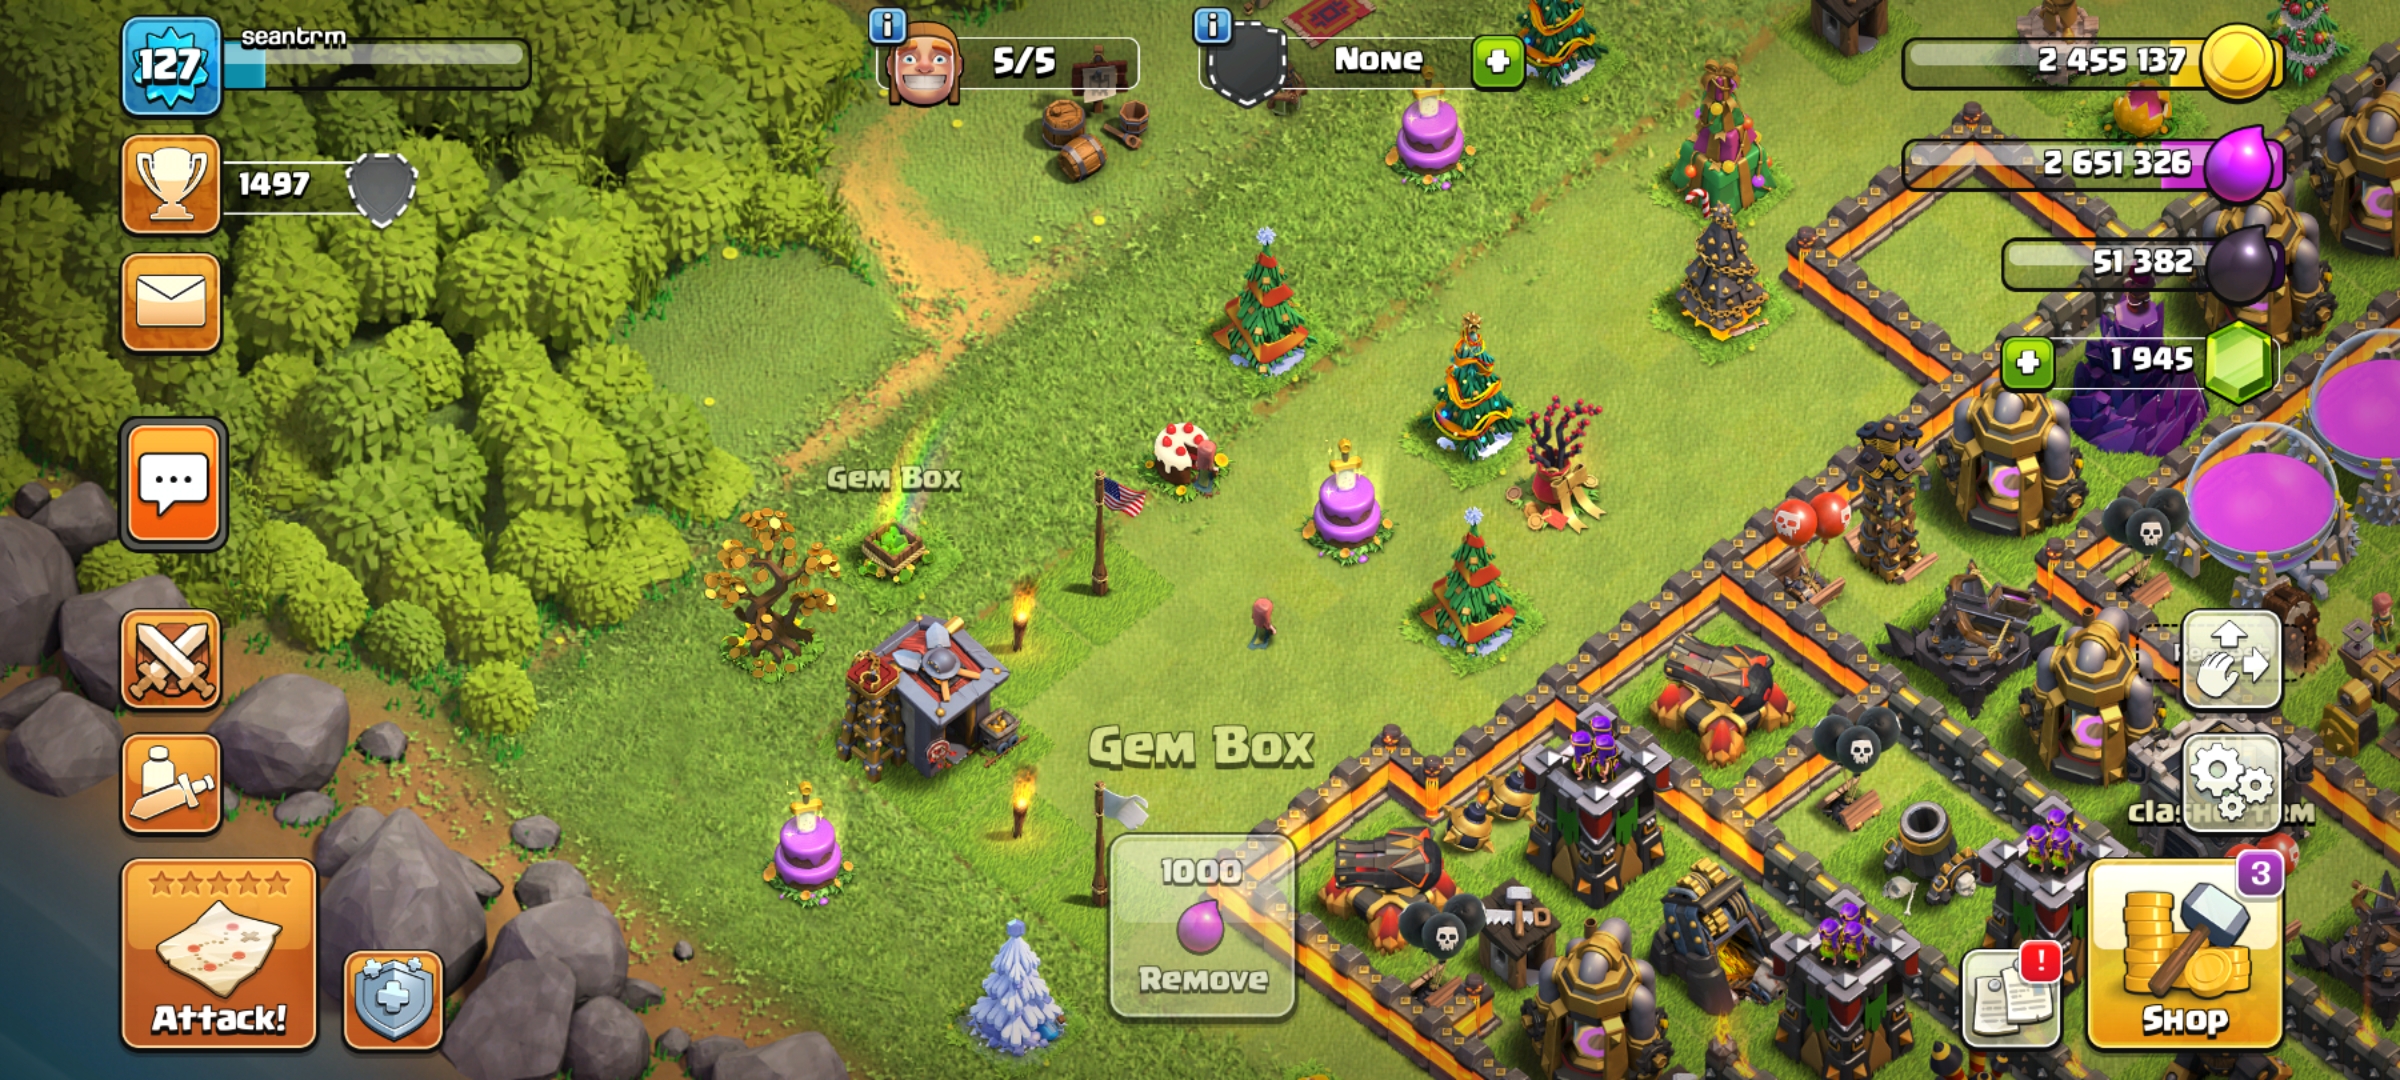 127
seantrm
5/5
None
2 455 137
1497
2 651 326
51 382
1 945
Gem Box
Gem Box
1000
Remove
3
!
Attack!
Shop